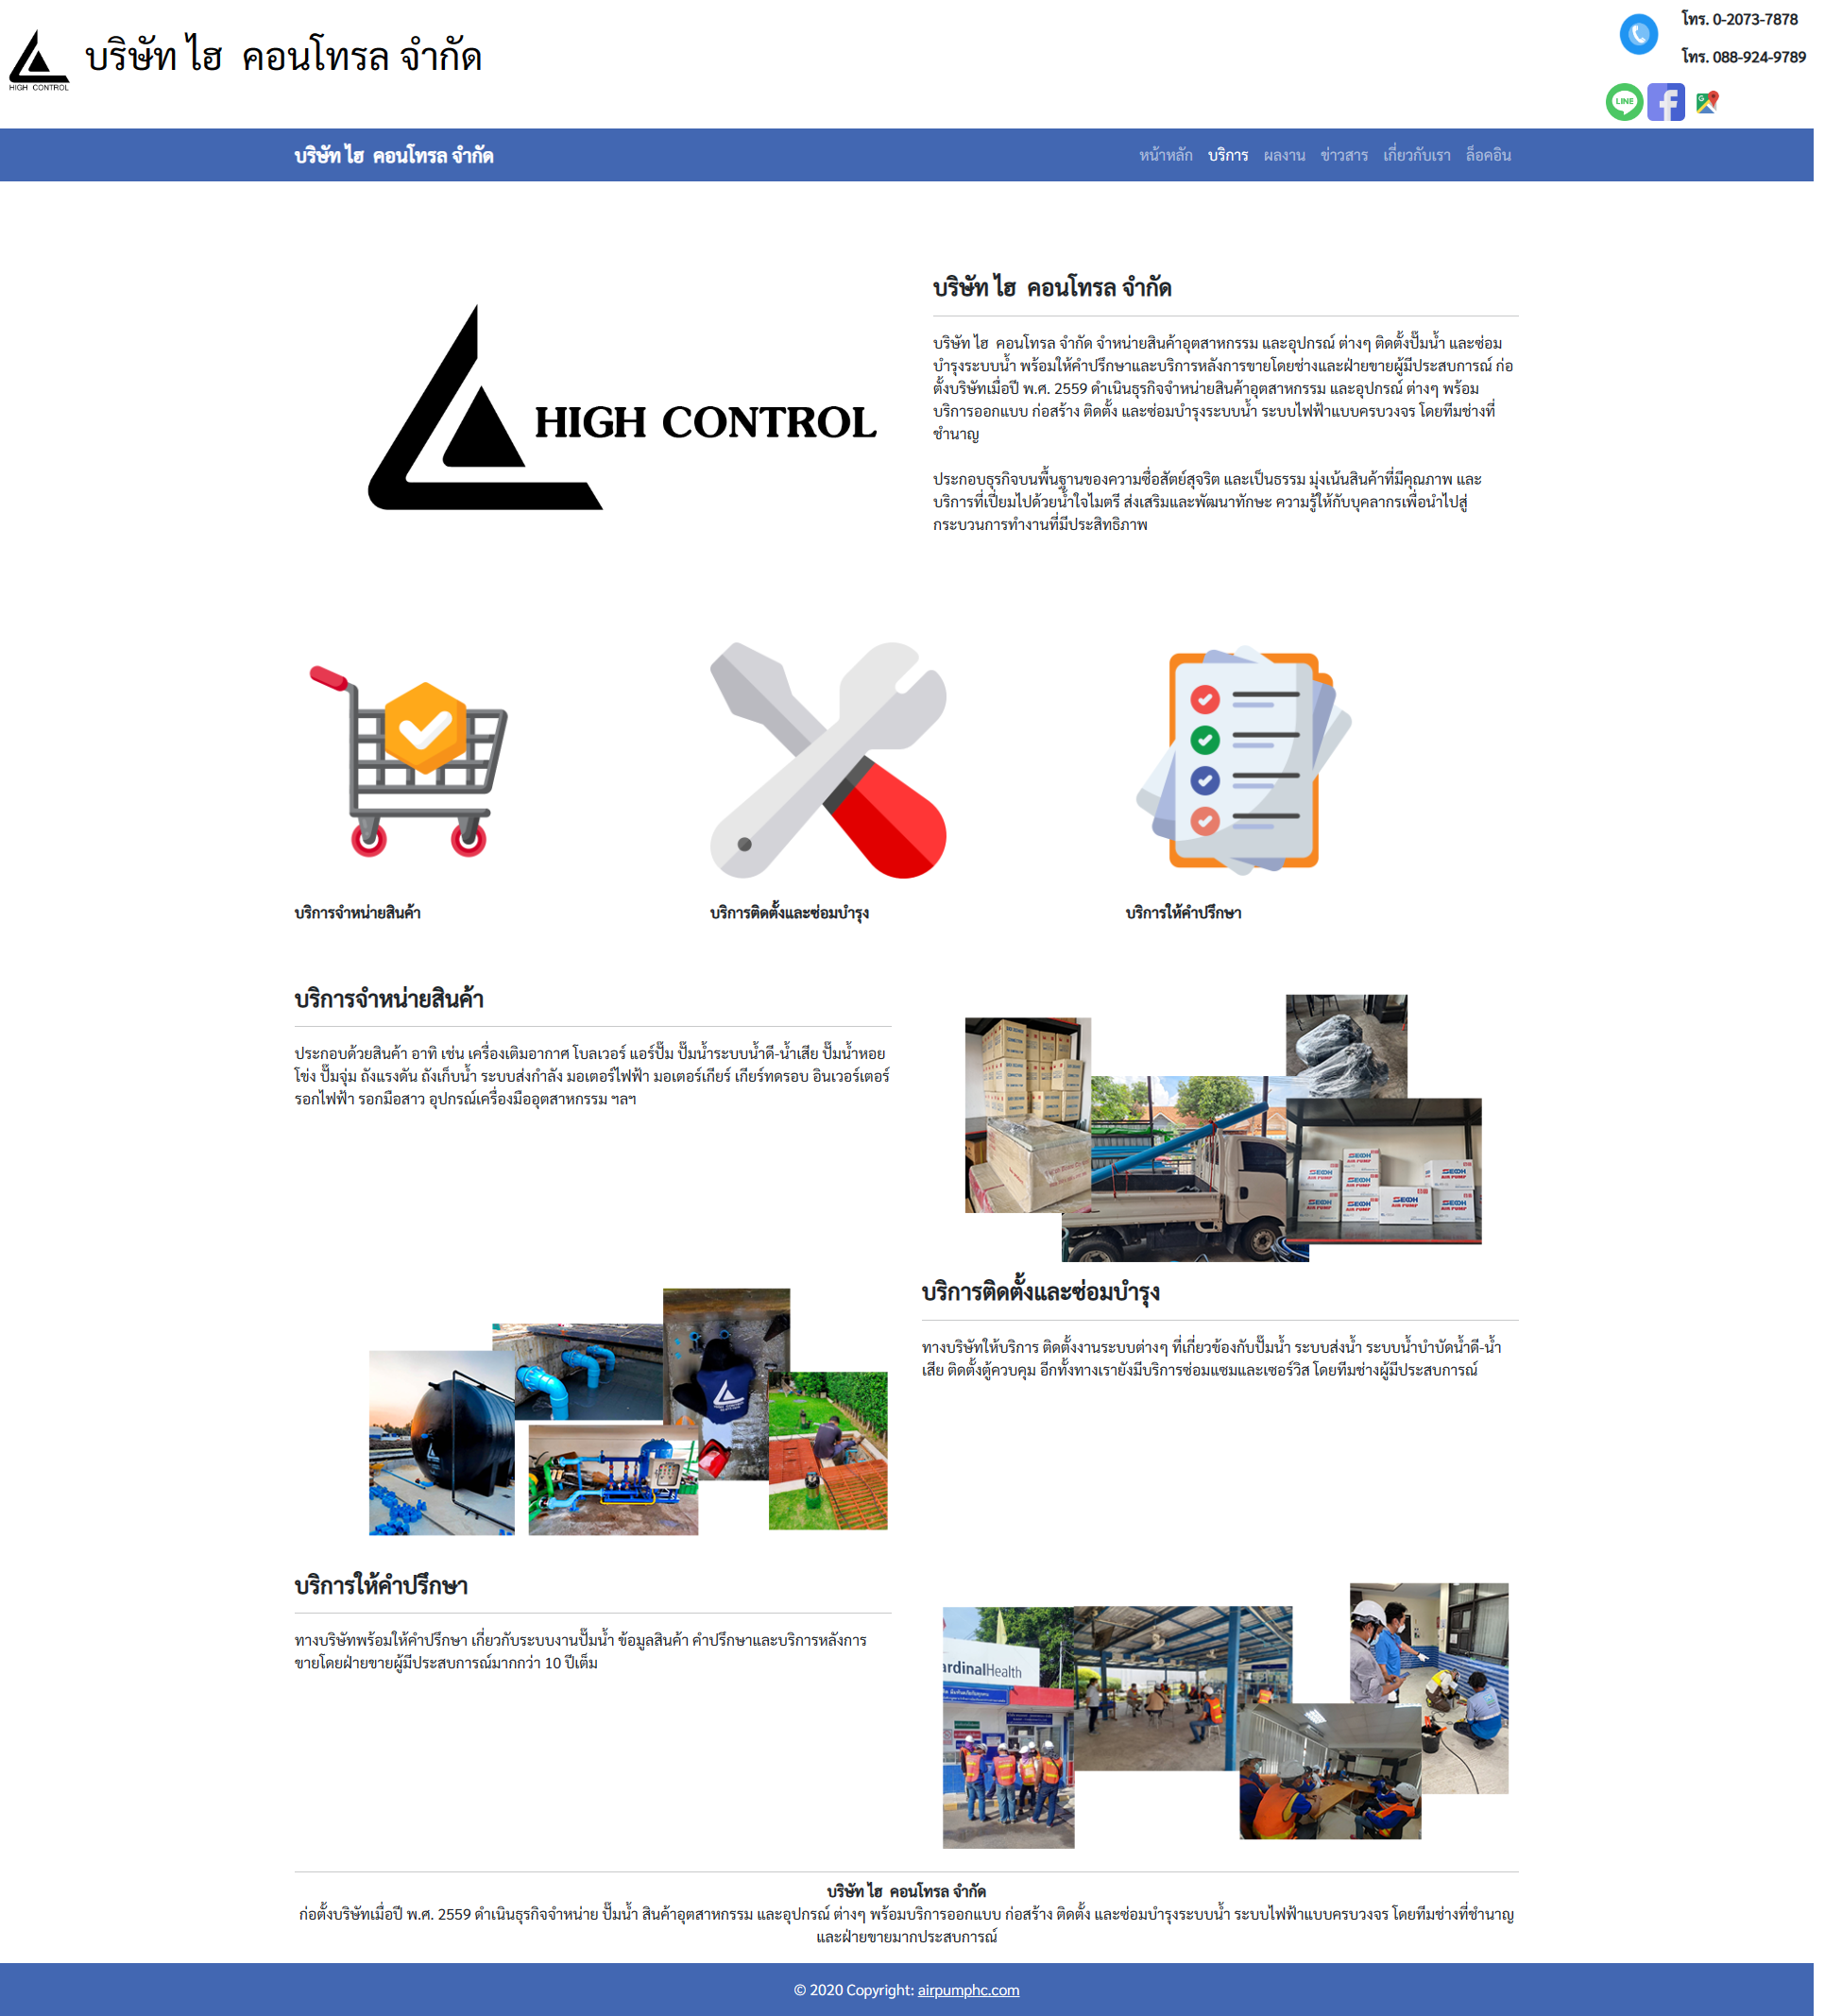 HIGH CONTROL
บริษัท ไฮ คอนโทรล จำกัด
โทร. 0-2073-7878
โทร. 088-924-9789
LINE
บริษัท ไฮ คอนโทรล จำกัด
หน้าหลัก บริการ ผลงาน ข่าวสาร เกี่ยวกับเรา ล็อคอิน
HIGH CONTROL
บริษัท ไฮ คอนโทรล จำกัด
บริษัท ไฮ คอนโทรล จำกัด จำหน่ายสินค้าอุตสาหกรรม และอุปกรณ์ ต่างๆ ติดตั้งปั๊มน้ำ และซ่อม
บำรุงระบบน้ำ พร้อมให้คำปรึกษาและบริการหลังการขายโดยช่างและฝ่ายขายผู้มีประสบการณ์ ก่อ
ตั้งบริษัทเมื่อปี พ.ศ. 2559 ดำเนินธุรกิจจำหน่ายสินค้าอุตสาหกรรม และอุปกรณ์ ต่างๆ พร้อม
บริการออกแบบ ก่อสร้าง ติดตั้ง และซ่อมบำรุงระบบน้ำ ระบบไฟฟ้าแบบครบวงจร โดยทีมช่างที่
ชำนาญ
ประกอบธุรกิจบนพื้นฐานของความซื่อสัตย์สุจริต และเป็นธรรม มุ่งเน้นสินค้าที่มีคุณภาพ และ
บริการที่เปี่ยมไปด้วยน้ำใจไมตรี ส่งเสริมและพัฒนาทักษะ ความรู้ให้กับบุคลากรเพื่อนำไปสู่
กระบวนการทำงานที่มีประสิทธิภาพ
บริการจำหน่ายสินค้า
บริการติดตั้งและซ่อมบำรุง
บริการให้คำปรึกษา
บริการจำหน่ายสินค้า
ประกอบด้วยสินค้า อาทิ เช่น เครื่องเติมอากาศ โบลเวอร์ แอร์ปั๊ม ปั๊มน้ำระบบน้ำดี-น้ำเสีย ปั๊มน้ำหอย
โข่ง ปั๊มจุ่ม ถังแรงดัน ถังเก็บน้ำ ระบบส่งกำลัง มอเตอร์ไฟฟ้า มอเตอร์เกียร์ เกียร์ทดรอบ อินเวอร์เตอร์
รอกไฟฟ้า รอกมือสาว อุปกรณ์เครื่องมืออุตสาหกรรม ฯลฯ
SECOH
AIR PUMP
บริการติดตั้งและซ่อมบำรุง
ทางบริษัทให้บริการ ติดตั้งงานระบบต่างๆ ที่เกี่ยวข้องกับปั๊มน้ำ ระบบส่งน้ำ ระบบน้ำบำบัดน้ำดี-น้ำ
เสีย ติดตั้งตู้ควบคุม อีกทั้งทางเรายังมีบริการซ่อมแซมและเซอร์วิส โดยทีมช่างผู้มีประสบการณ์
บริการให้คำปรึกษา
ทางบริษัทพร้อมให้คำปรึกษา เกี่ยวกับระบบงานปั๊มน้ำ ข้อมูลสินค้า คำปรึกษาและบริการหลังการ
ขายโดยฝ่ายขายผู้มีประสบการณ์มากกว่า 10 ปีเต็ม
ardinalHealth
บริษัท ไฮ คอนโทรล จำกัด
ก่อตั้งบริษัทเมื่อปี พ.ศ. 2559 ดำเนินธุรกิจจำหน่าย ปั๊มน้ำ สินค้าอุตสาหกรรม และอุปกรณ์ ต่างๆ พร้อมบริการออกแบบ ก่อสร้าง ติดตั้ง และซ่อมบำรุงระบบน้ำ ระบบไฟฟ้าแบบครบวงจร โดยทีมช่างที่ชำนาญ
และฝ่ายขายมากประสบการณ์
© 2020 Copyright: airpumphc.com